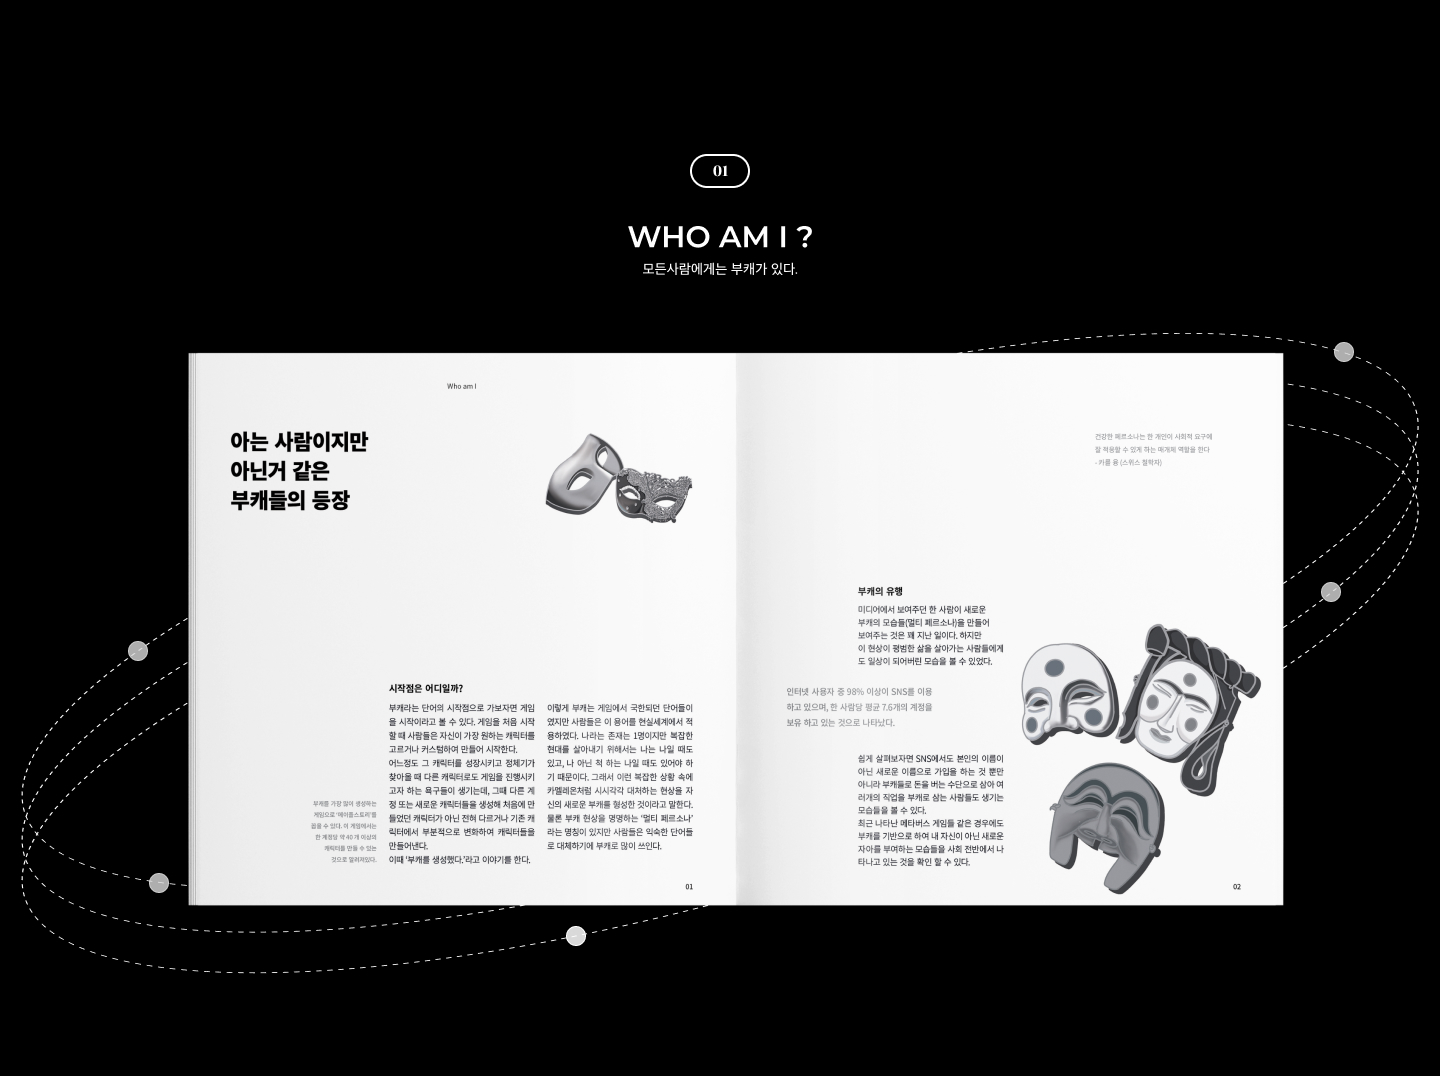 01
WHO AM I ?
모든사람에게는 부캐가 있다.
Who am I
아는 사람이지만
아닌거 같은
부캐들의 등장
시작점은 어디일까?
부캐라는 단어의 시작점으로 가보자면 게임
을 시작이라고 볼 수 있다. 게임을 처음 시작
할 때 사람들은 자신이 가장 원하는 캐릭터를
고르거나 커스텀하여 만들어 시작한다.
어느정도 그 캐릭터를 성장시키고 정체기가
찾아올 때 다른 캐릭터로도 게임을 진행시키
고자 하는 욕구들이 생기는데, 그때 다른 계
정 또는 새로운 캐릭터들을 생성해 처음에 만
들었던 캐릭터가 아닌 전혀 다르거나 기존 캐
릭터에서 부분적으로 변화하여 캐릭터들을
만들어낸다.
이때 '부캐를 생성했다.'라고 이야기를 한다.
이렇게 부캐는 게임에서 국한되던 단어들이
였지만 사람들은 이 용어를 현실세계에서 적
용하였다. 나라는 존재는 1명이지만 복잡한
현대를 살아내기 위해서는 나는 나일 때도
있고, 나 아닌 척 하는 나일 때도 있어야 하
기 때문이다. 그래서 이런 복잡한 상황 속에
카멜레온처럼 시시각각 대처하는 현상을 자
신의 새로운 부캐를 형성한 것이라고 말한다.
물론 부캐 현상을 명명하는 '멀티 페르소나'
라는 명칭이 있지만 사람들은 익숙한 단어들
로 대체하기에 부캐로 많이 쓰인다.
부캐를 가장 많이 생성하는
게임으로 '메이플스토리'를
꼽을 수 있다. 이 게임에서는
한 계정당 약 40 개 이상의
캐릭터를 만들 수 있는
것으로 알려져있다.
01
건강한 페르소나는 한 개인이 사회적 요구에
잘 적응할 수 있게 하는 매개체 역할을 한다
- 카를 융 (스위스 철학자)
부캐의 유행
미디어에서 보여주던 한 사람이 새로운
부캐의 모습들(멀티 페르소나)을 만들어
보여주는 것은 꽤 지난 일이다. 하지만
이 현상이 평범한 삶을 살아가는 사람들에게
도 일상이 되어버린 모습을 볼 수 있었다.
인터넷 사용자 중 98% 이상이 SNS를 이용
하고 있으며, 한 사람당 평균 7.6개의 계정을
보유 하고 있는 것으로 나타났다.
쉽게 살펴보자면 SNS에서도 본인의 이름이
아닌 새로운 이름으로 가입을 하는 것 뿐만
아니라 부캐들로 돈을 버는 수단으로 삼아 여
러개의 직업을 부캐로 삼는 사람들도 생기는
모습들을 볼 수 있다.
최근 나타난 메타버스 게임들 같은 경우에도
부캐를 기반으로 하여 내 자신이 아닌 새로운
자아를 부여하는 모습들을 사회 전반에서 나
타나고 있는 것을 확인 할 수 있다.
02